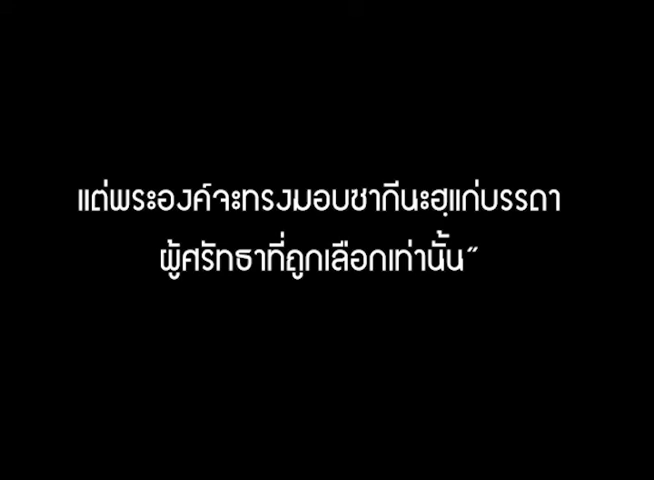 แต่พระองค์จะทรงมอบซากีนะฮฺแก่บรรดา
ผู้ศรัทธาที่ถูกเลือกเท่านั้น”